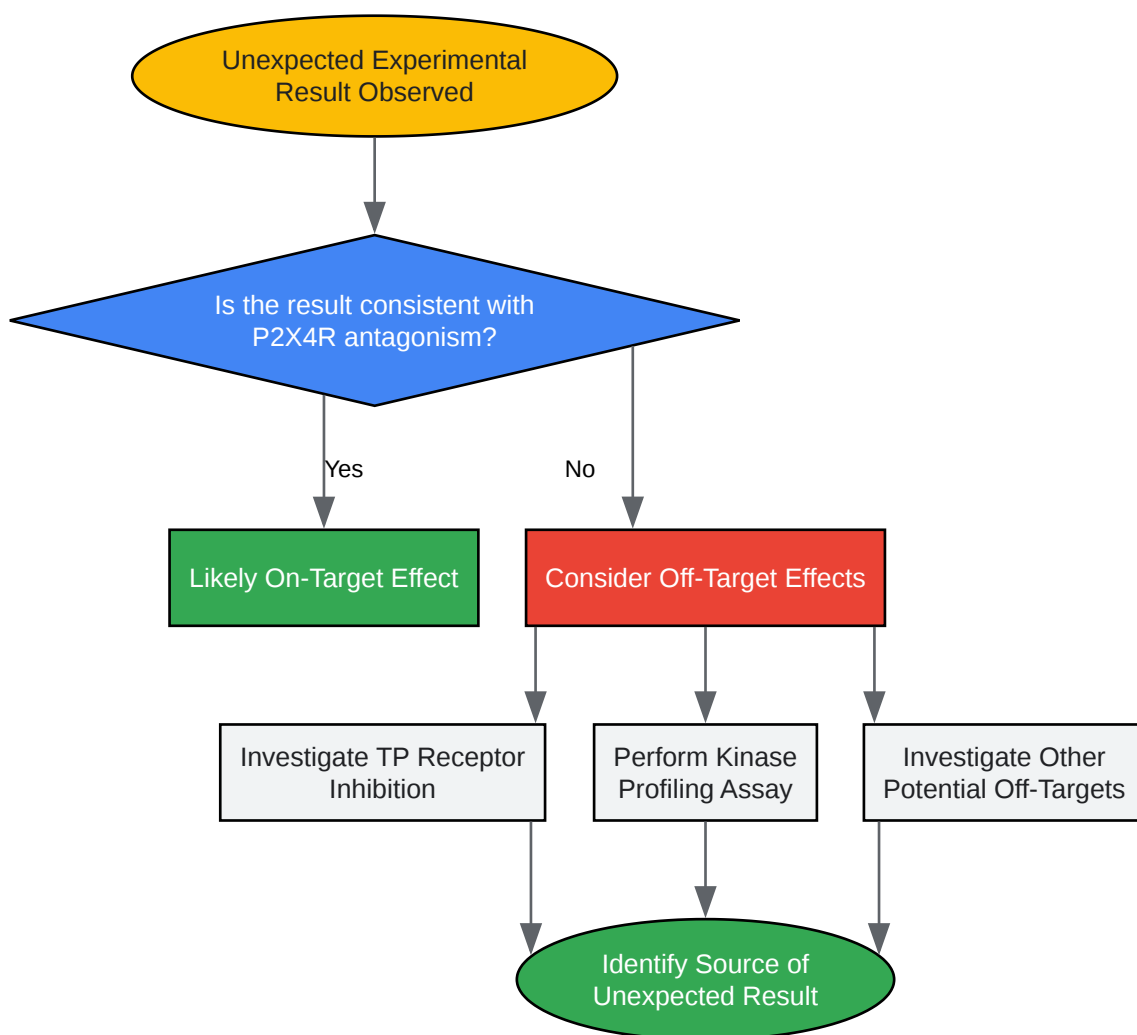 Unexpected Experimental
Result Observed
Is the result consistent with
P2X4R antagonism?
Yes
No
Likely On-Target Effect
Consider Off-Target Effects
Investigate TP Receptor
Inhibition
Perform Kinase
Profiling Assay
Investigate Other
Potential Off-Targets
Identify Source of
Unexpected Result